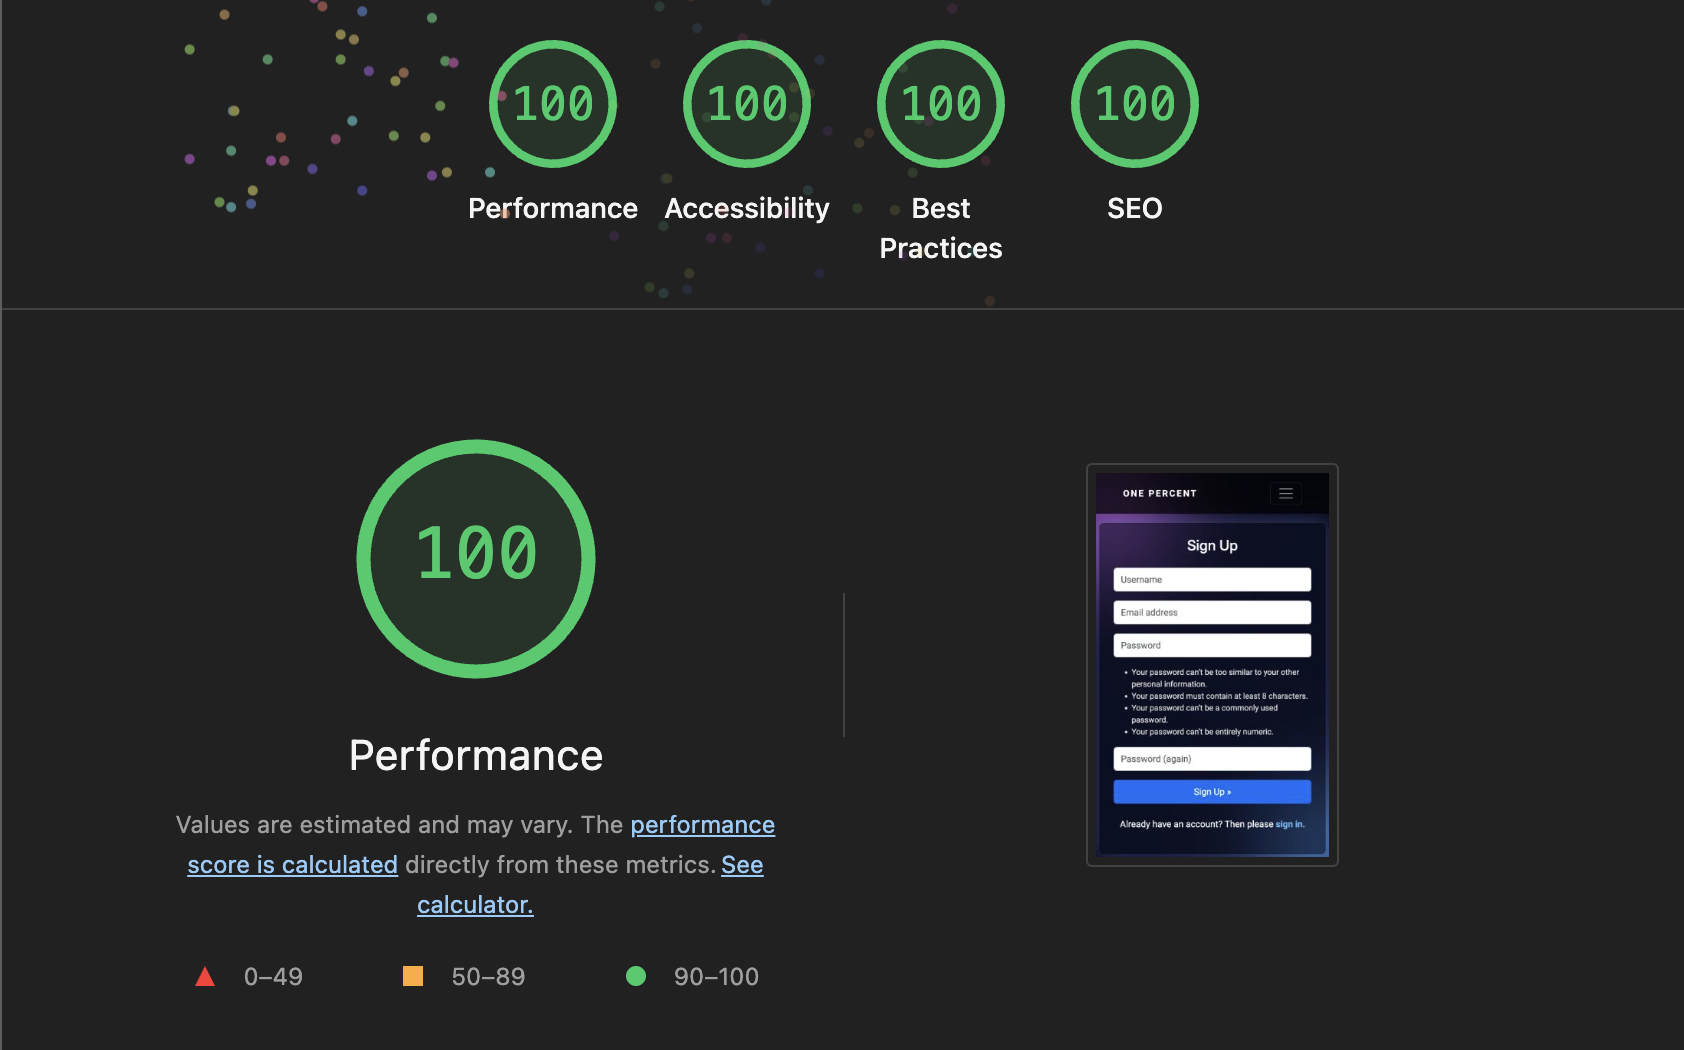 100
100
100
100
Performance
Accessibility
Best
Practices
SEO
100
Performance
Values are estimated and may vary. The performance
score is calculated directly from these metrics. See
calculator.
0–49
50–89
90–100
ONE PERCENT
Sign Up
Username
Email address
Password
• Your password can't be too similar to your other
personal information.
• Your password must contain at least 8 characters.
• Your password can't be a commonly used
password.
• Your password can't be entirely numeric.
Password (again)
Sign Up »
Already have an account? Then please sign in.